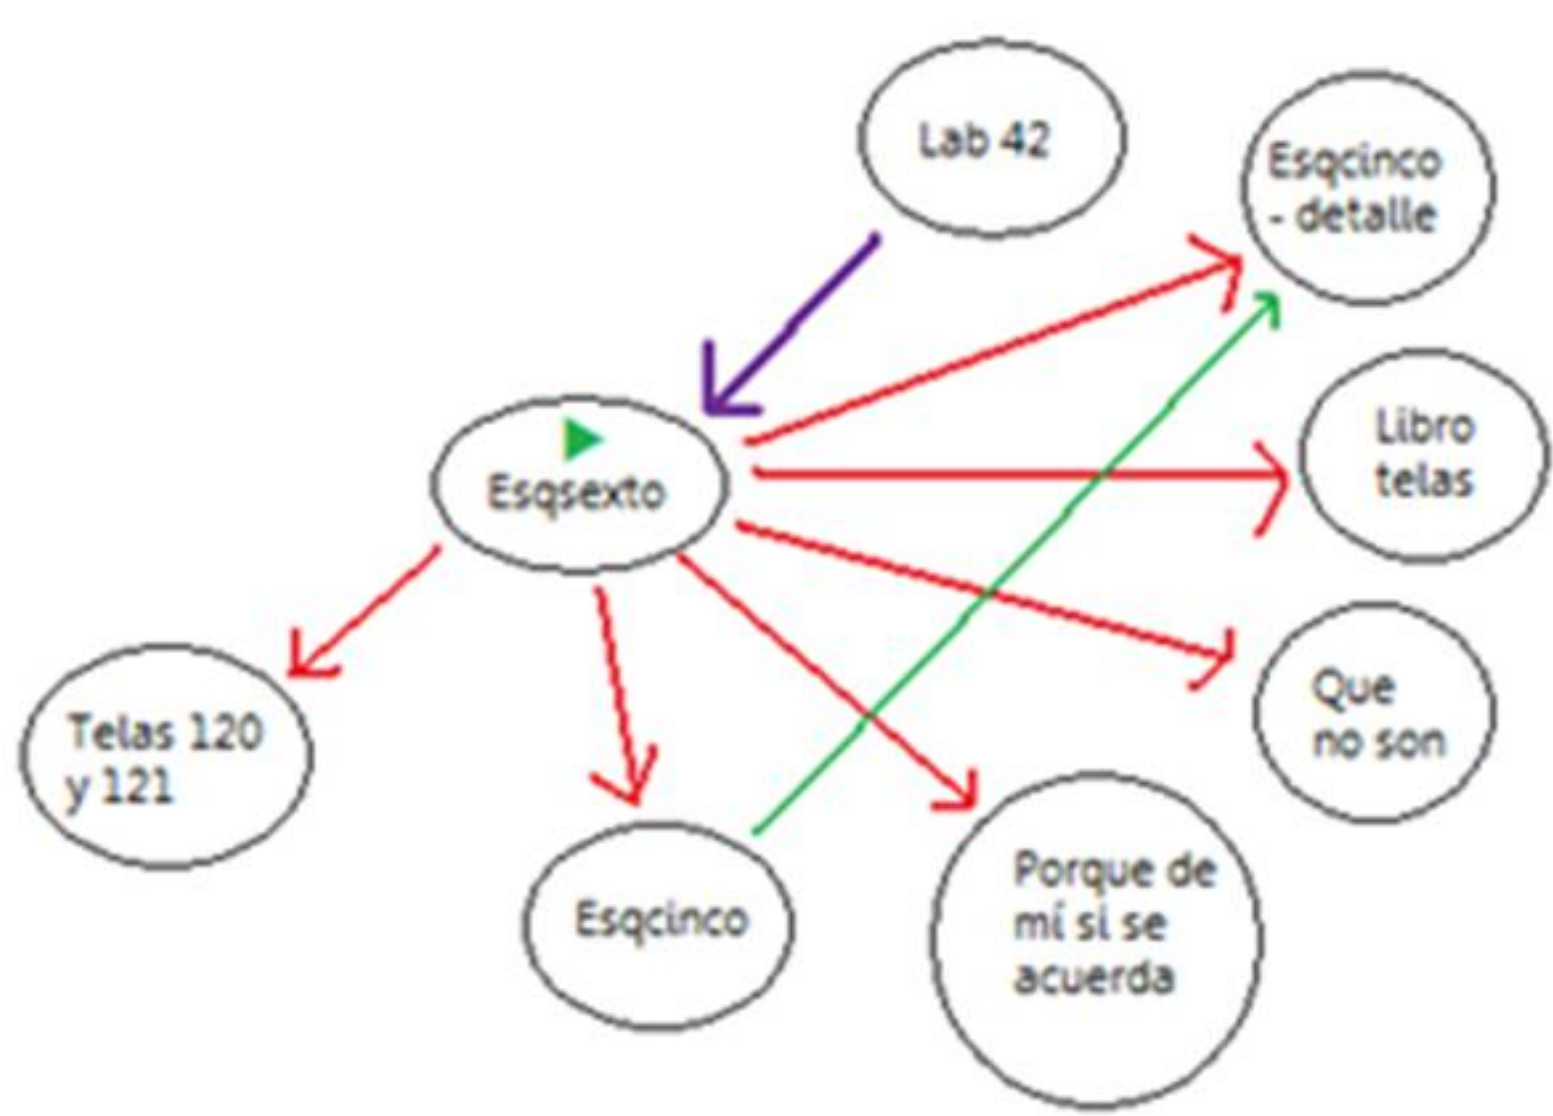 Lab 42
Esqcinco
- detalle
Libro
telas
Esqsexto
Que
no son
Telas 120
y 121
Esqcinco
Porque de
mí si se
acuerda